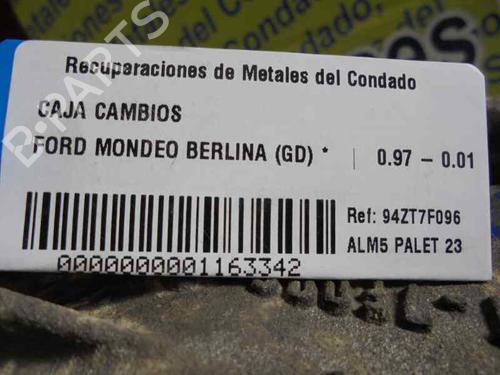 B-PARTS
Recuparaciones de Metales del Condado
CAJA CAMBIOS
FORD MONDEO BERLINA (GD) * 0.97 - 0.01
Ref: 94ZT7F096
ALM5 PALET 23
0000000001163342